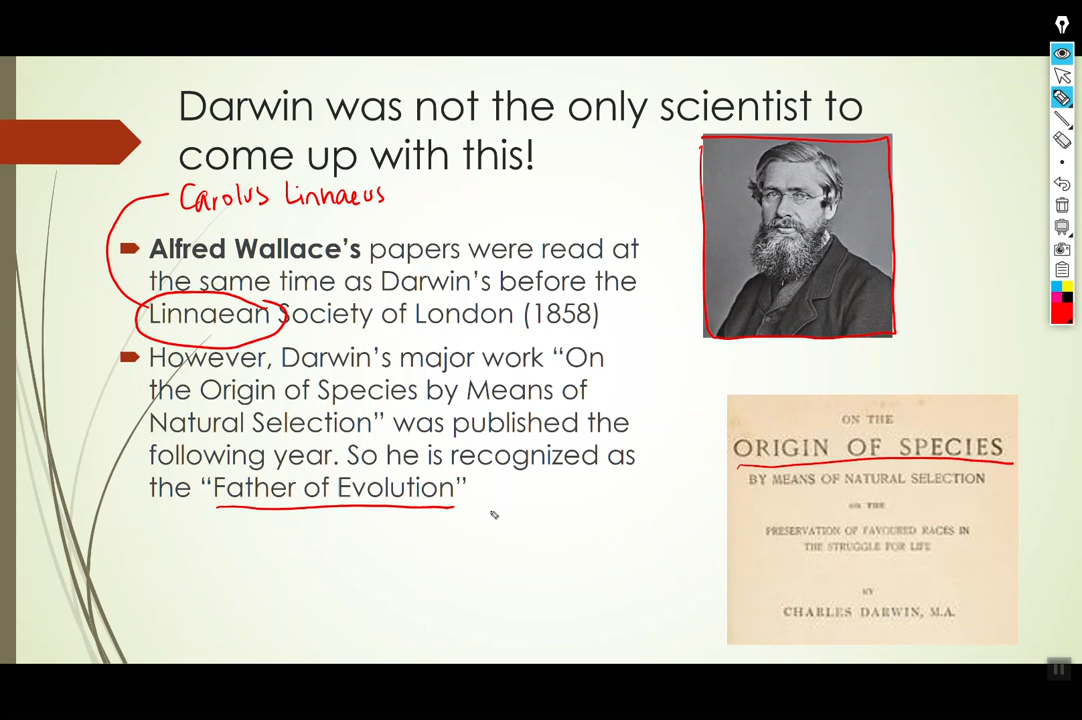 Darwin was not the only scientist to
come up with this!
Carolus Linnaeus
Alfred Wallace's papers were read at
the same time as Darwin's before the
Linnaean Society of London (1858)
However, Darwin's major work “On
the Origin of Species by Means of
Natural Selection” was published the
following year. So he is recognized as
the “Father of Evolution”
ON THE
ORIGIN OF SPECIES
BY MEANS OF NATURAL SELECTION
OR THE
PRESERVATION OF FAVOURED RACES IN
THE STRUGGLE FOR LIFE
BY
CHARLES DARWIN, M.A.